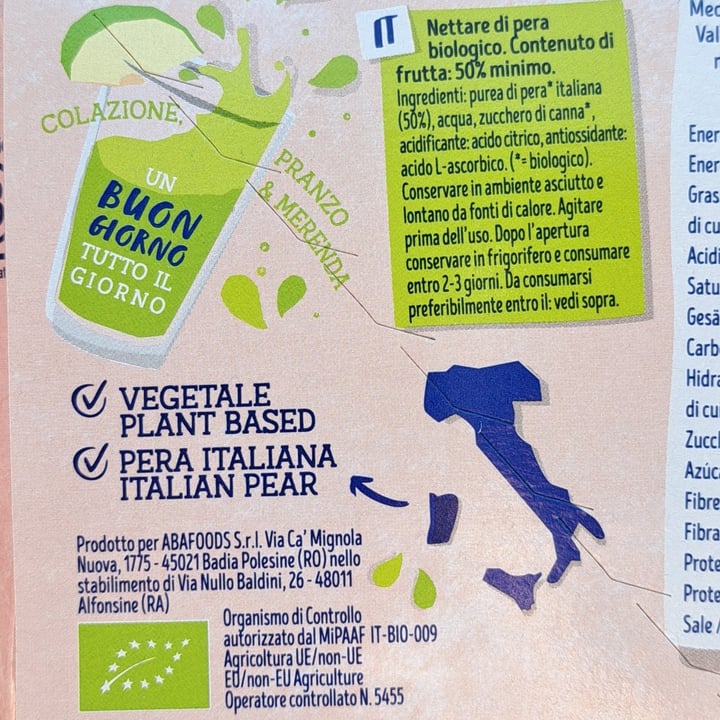 COLAZIONE,
PRANZO
& MERENDA
UN
BUON
GIORNO
TUTTO IL
GIORNO
IT
Nettare di pera
biologico. Contenuto di
frutta: 50% minimo.
Ingredienti: purea di pera* italiana
(50%), acqua, zucchero di canna*,
acidificante: acido citrico, antiossidante:
acido L-ascorbico. (*= biologico).
Conservare in ambiente asciutto e
lontano da fonti di calore. Agitare
prima dell'uso. Dopo l'apertura
conservare in frigorifero e consumare
entro 2-3 giorni. Da consumarsi
preferibilmente entro il: vedi sopra.
VEGETALE
PLANT BASED
PERA ITALIANA
ITALIAN PEAR
Prodotto per ABAFOODS S.r.l. Via Ca' Mignola
Nuova, 1775 - 45021 Badia Polesine (RO) nello
stabilimento di Via Nullo Baldini, 26 - 48011
Alfonsine (RA)
Organismo di Controllo
autorizzato dal MiPAAF IT-BIO-009
Agricoltura UE/non-UE
EU/non-EU Agriculture
Operatore controllato N. 5455
Med
Val
Ener
Ener
Gras
di cu
Acidi
Satu
Gesä
Carb
Hidra
di cui
Zucch
Azúca
Fibre
Fibra
Prote
Prote
Sale /